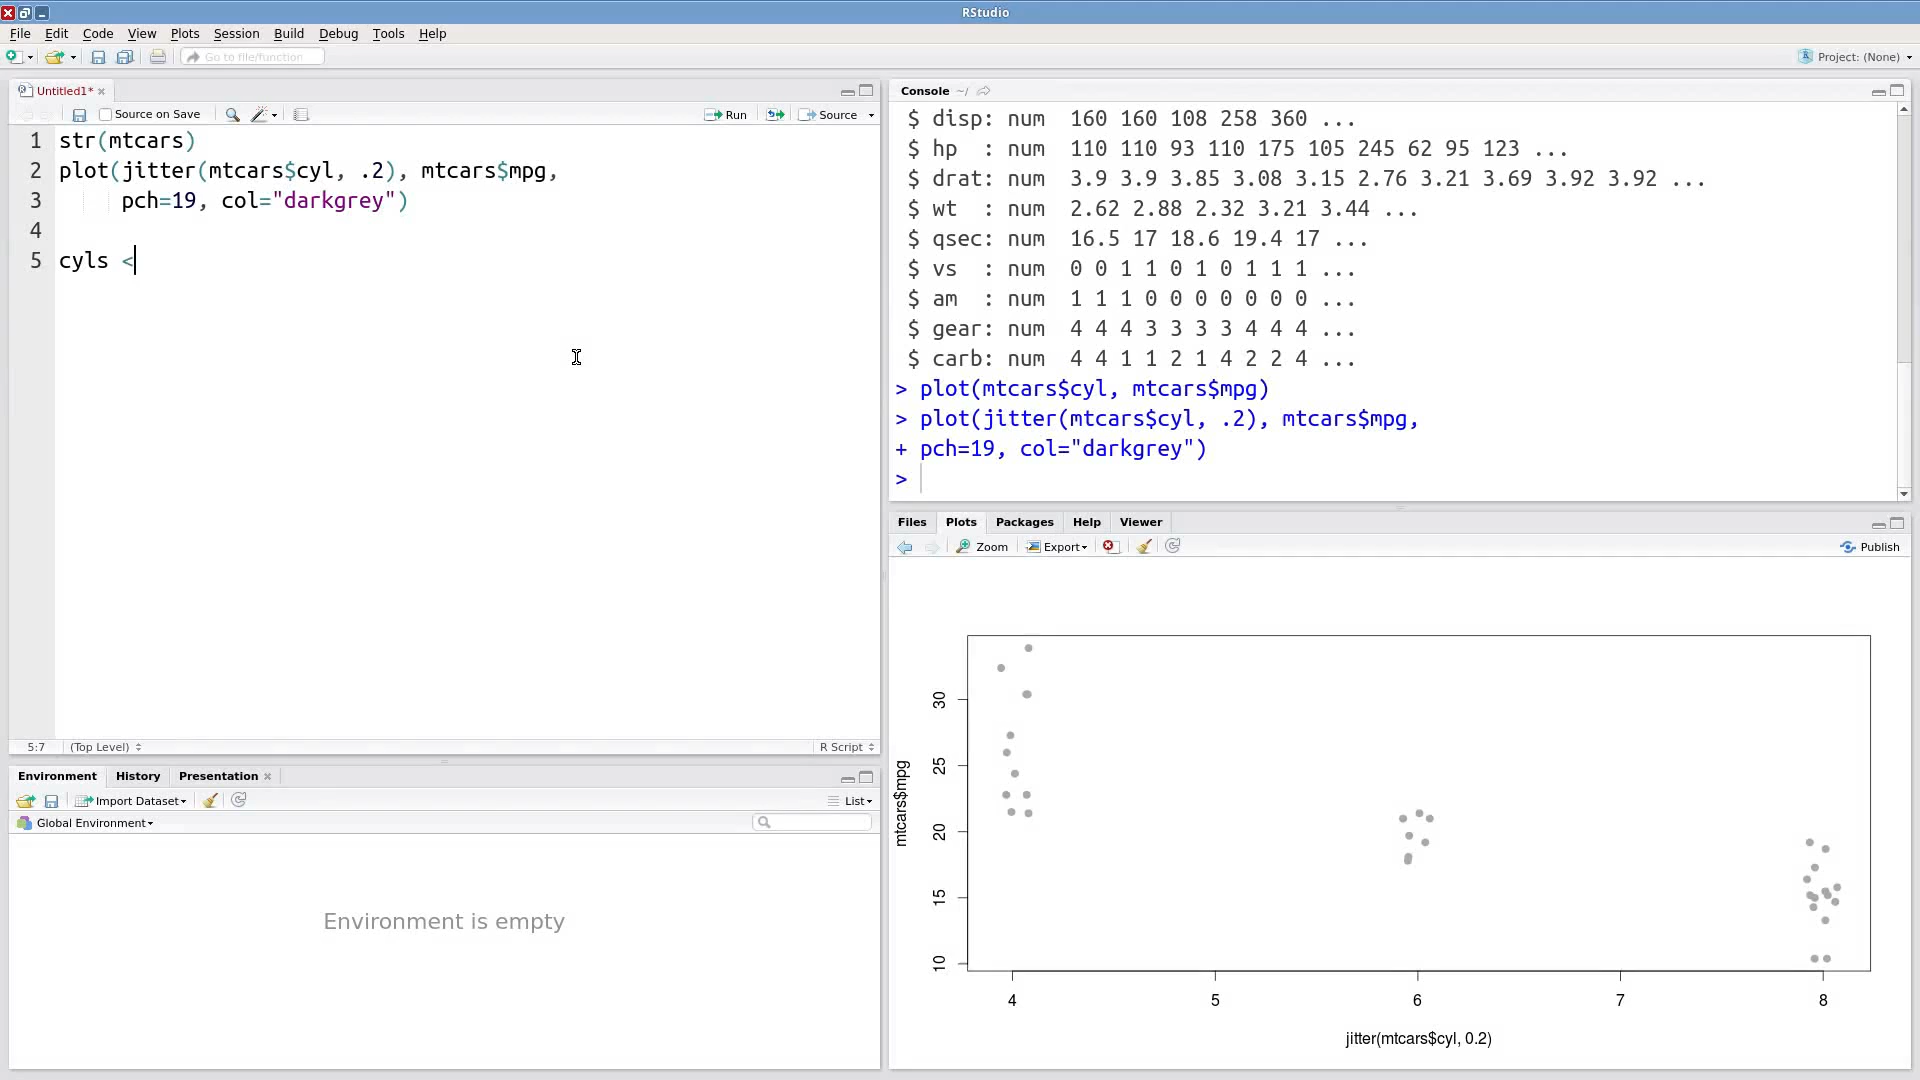 RStudio
File Edit Code View Plots Session Build Debug Tools Help
Go to file/function
Project: (None)
Untitled1*
Source on Save
Run
Source
1 str(mtcars)
2 plot(jitter(mtcars$cyl, .2), mtcars$mpg,
3 pch=19, col="darkgrey")
4
5 cyls <
5:7 (Top Level) R Script
Console ~/
$ disp: num 160 160 108 258 360 ...
$ hp : num 110 110 93 110 175 105 245 62 95 123 ...
$ drat: num 3.9 3.9 3.85 3.08 3.15 2.76 3.21 3.69 3.92 3.92 ...
$ wt : num 2.62 2.88 2.32 3.21 3.44 ...
$ qsec: num 16.5 17 18.6 19.4 17 ...
$ vs : num 0 0 1 1 0 1 0 1 1 1 ...
$ am : num 1 1 1 0 0 0 0 0 0 0 ...
$ gear: num 4 4 4 3 3 3 3 4 4 4 ...
$ carb: num 4 4 1 1 2 1 4 2 2 4 ...
> plot(mtcars$cyl, mtcars$mpg)
> plot(jitter(mtcars$cyl, .2), mtcars$mpg,
+ pch=19, col="darkgrey")
>
Environment History Presentation
Import Dataset
List
Global Environment
Environment is empty
Files Plots Packages Help Viewer
Zoom Export Publish
mtcars$mpg
30
25
20
15
10
4 5 6 7 8
jitter(mtcars$cyl, 0.2)